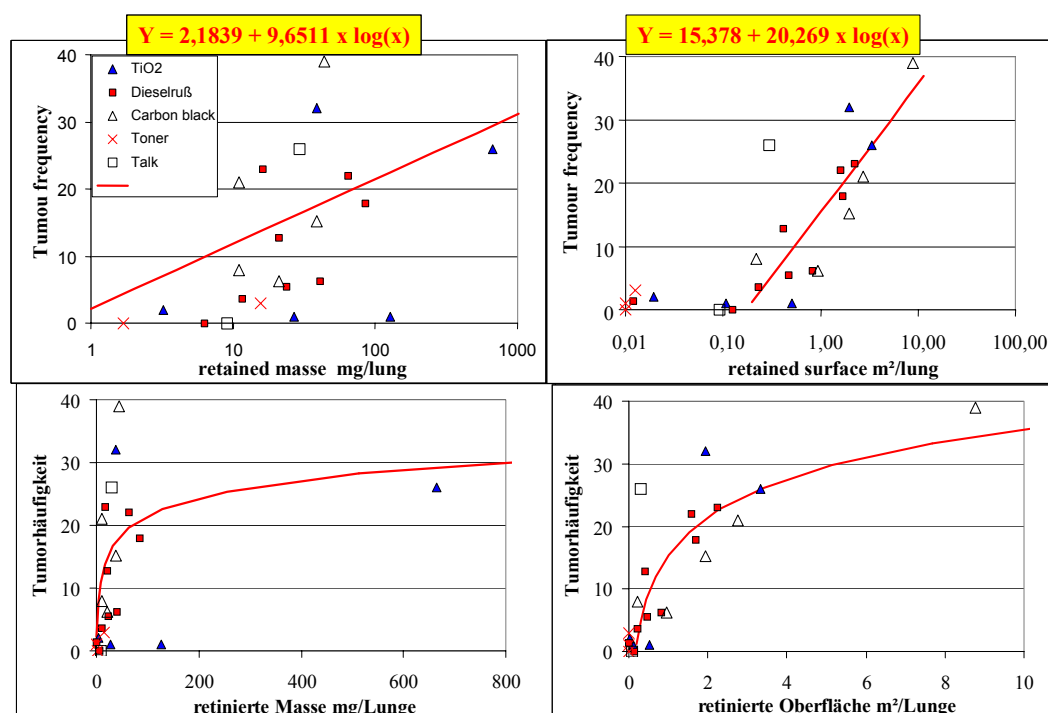 Y = 2,1839 + 9,6511 x log(x)
Y = 15,378 + 20,269 x log(x)
Tumou frequency
40
30
20
10
0
TiO2
Dieselruß
Carbon black
Toner
Talk
1 10 100 1000
retained masse mg/lung
Tumour frequency
40
30
20
10
0
0,01 0,10 1,00 10,00 100,00
retained surface m²/lung
Tumorhäufigkeit
40
30
20
10
0
0 200 400 600 800
retinierte Masse mg/Lunge
Tumorhäufigkeit
40
30
20
10
0
0 2 4 6 8 10
retinierte Oberfläche m²/Lunge